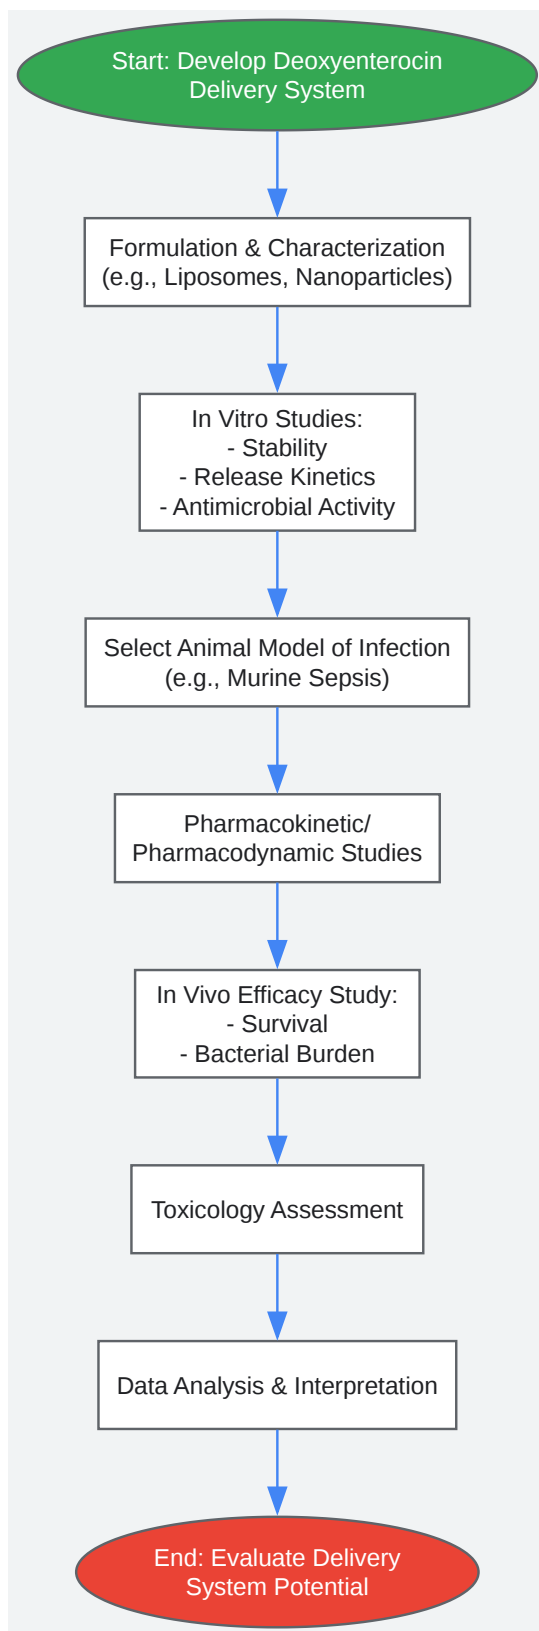 Start: Develop Deoxyenterocin
Delivery System
Formulation & Characterization
(e.g., Liposomes, Nanoparticles)
In Vitro Studies:
- Stability
- Release Kinetics
- Antimicrobial Activity
Select Animal Model of Infection
(e.g., Murine Sepsis)
Pharmacokinetic/
Pharmacodynamic Studies
In Vivo Efficacy Study:
- Survival
- Bacterial Burden
Toxicology Assessment
Data Analysis & Interpretation
End: Evaluate Delivery
System Potential